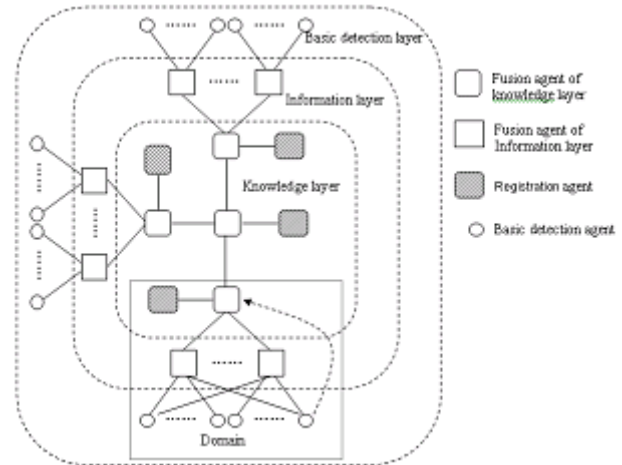 Basic detection layer
Information layer
Knowledge layer
Domain
Fusion agent of
knowledge layer
Fusion agent of
Information layer
Registration agent
Basic detection agent